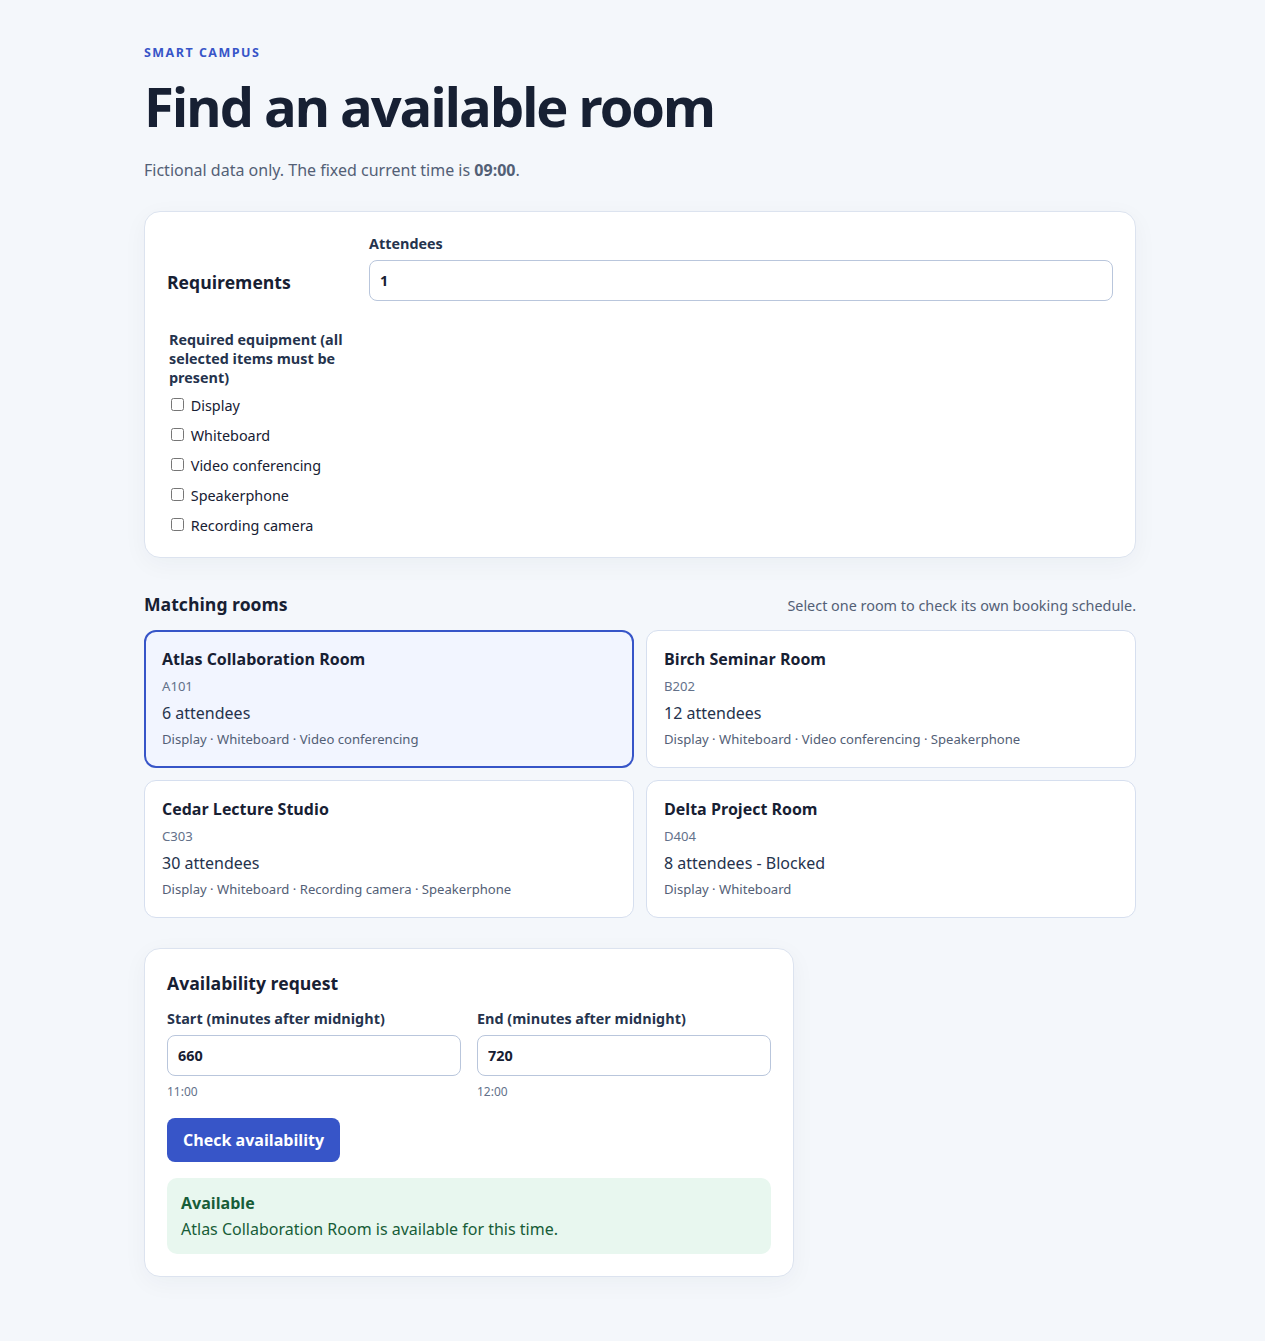 SMART CAMPUS
Find an available room
Fictional data only. The fixed current time is 09:00.
Requirements
Attendees
1
Required equipment (all
selected items must be
present)
Display
Whiteboard
Video conferencing
Speakerphone
Recording camera
Matching rooms
Select one room to check its own booking schedule.
Atlas Collaboration Room
A101
6 attendees
Display · Whiteboard · Video conferencing
Birch Seminar Room
B202
12 attendees
Display · Whiteboard · Video conferencing · Speakerphone
Cedar Lecture Studio
C303
30 attendees
Display · Whiteboard · Recording camera · Speakerphone
Delta Project Room
D404
8 attendees - Blocked
Display · Whiteboard
Availability request
Start (minutes after midnight)
660
11:00
End (minutes after midnight)
720
12:00
Check availability
Available
Atlas Collaboration Room is available for this time.